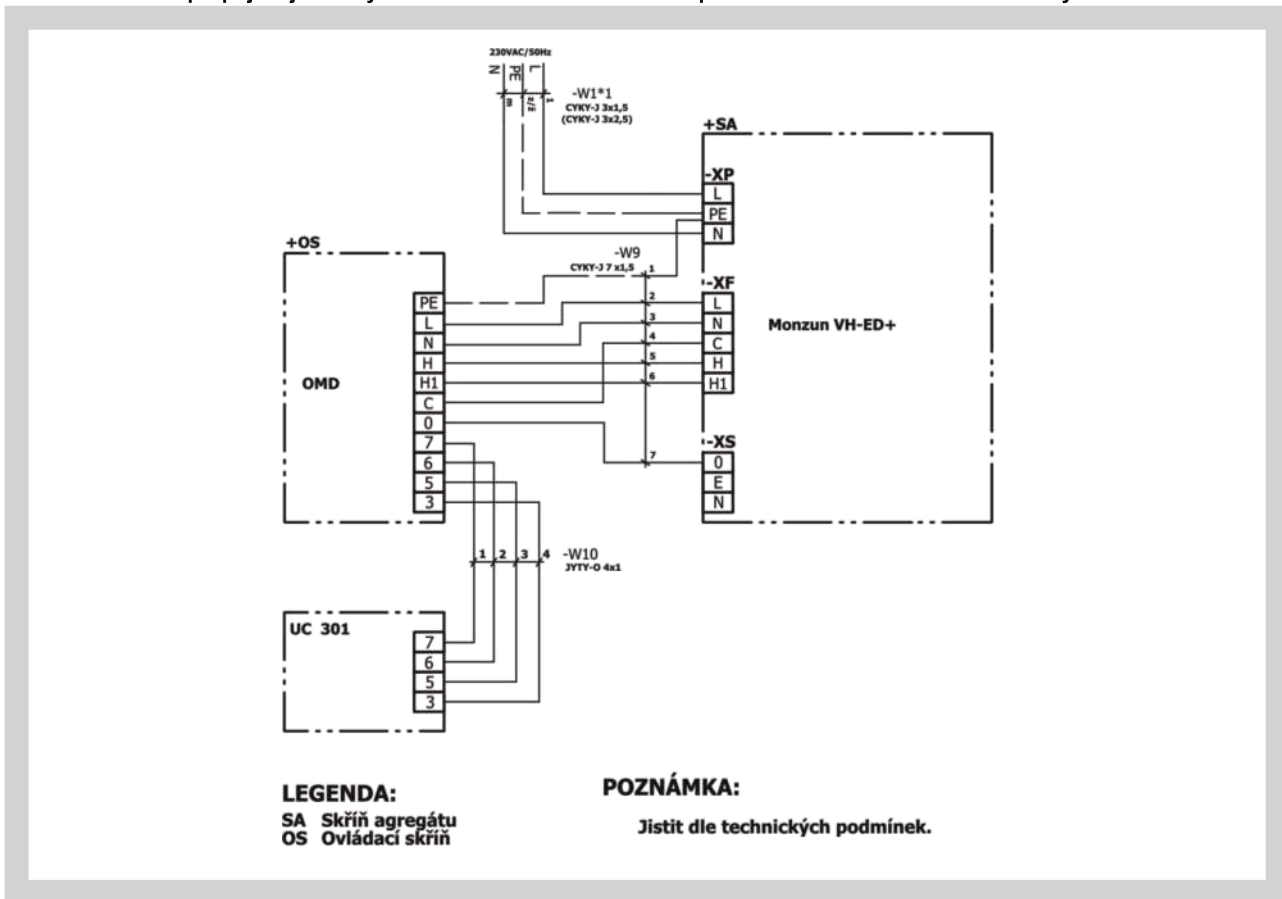 230VAC/50Hz
N
PE
L
m
z/ž
1
-W1*1
CYKY-J 3x1,5
(CYKY-J 3x2,5)
+SA
-XP
L
PE
N
+OS
-W9
CYKY-J 7 x1,5
1
2
3
4
5
6
7
-XF
L
N
C
H
H1
Monzun VH-ED+
-XS
0
E
N
OMD
PE
L
N
H
H1
C
0
7
6
5
3
1
2
3
4
-W10
JYTY-O 4x1
UC 301
7
6
5
3
LEGENDA:
SA Skříň agregátu
OS Ovládací skříň
POZNÁMKA:
Jistit dle technických podmínek.